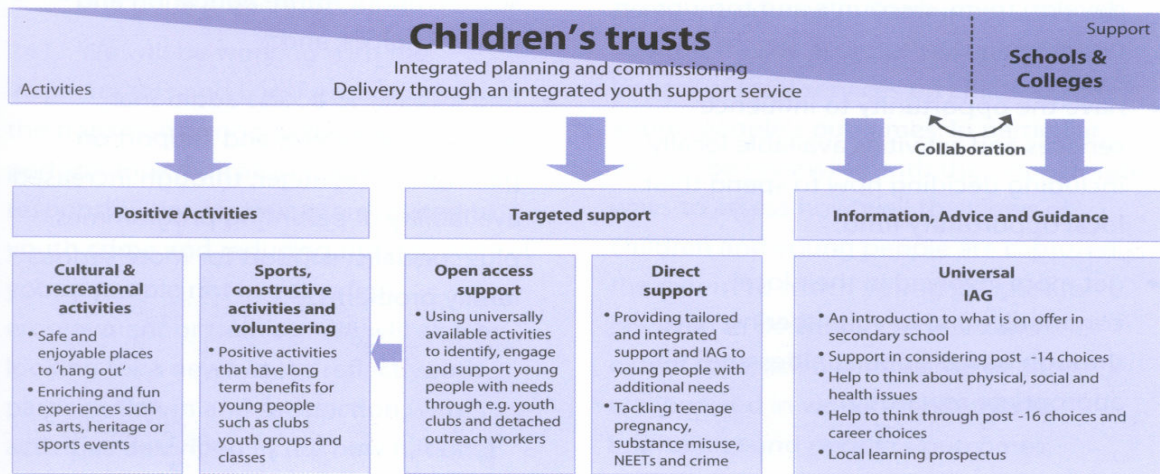 Children's trusts
Integrated planning and commissioning
Delivery through an integrated youth support service
Activities
Support
Schools &
Colleges
Collaboration
Positive Activities
Targeted support
Information, Advice and Guidance
Cultural &
recreational
activities
• Safe and
enjoyable places
to 'hang out'
• Enriching and fun
experiences such
as arts, heritage or
sports events
Sports,
constructive
activities and
volunteering
• Positive activities
that have long
term benefits for
young people
such as clubs
youth groups and
classes
Open access
support
• Using universally
available activities
to identify, engage
and support young
people with needs
through e.g. youth
clubs and detached
outreach workers
Direct
support
• Providing tailored
and integrated
support and IAG to
young people with
additional needs
• Tackling teenage
pregnancy,
substance misuse,
NEETs and crime
Universal
IAG
• An introduction to what is on offer in
secondary school
• Support in considering post -14 choices
• Help to think about physical, social and
health issues
• Help to think through post -16 choices and
career choices
• Local learning prospectus